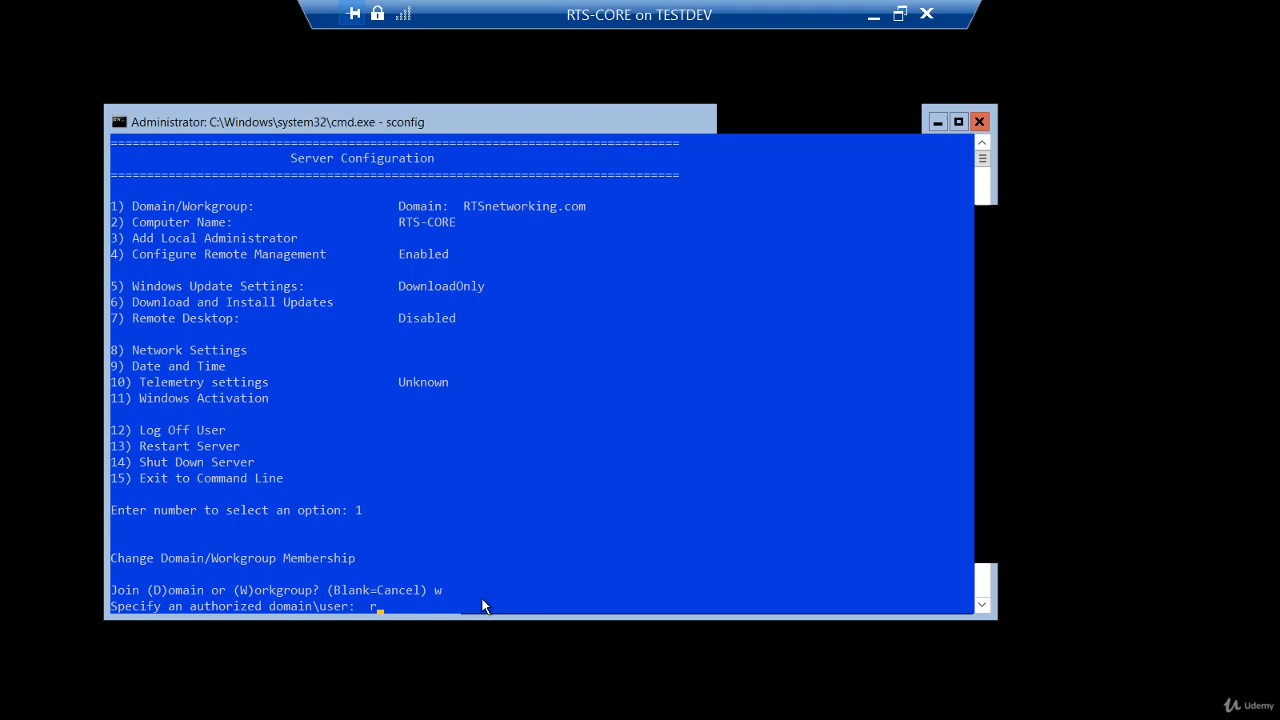 RTS-CORE on TESTDEV
Administrator: C:\Windows\system32\cmd.exe - sconfig
===============================================================================
Server Configuration
===============================================================================
1) Domain/Workgroup: Domain: RTSnetworking.com
2) Computer Name: RTS-CORE
3) Add Local Administrator
4) Configure Remote Management Enabled
5) Windows Update Settings: DownloadOnly
6) Download and Install Updates
7) Remote Desktop: Disabled
8) Network Settings
9) Date and Time
10) Telemetry settings Unknown
11) Windows Activation
12) Log Off User
13) Restart Server
14) Shut Down Server
15) Exit to Command Line
Enter number to select an option: 1
Change Domain/Workgroup Membership
Join (D)omain or (W)orkgroup? (Blank=Cancel) w
Specify an authorized domain\user: r
Udemy